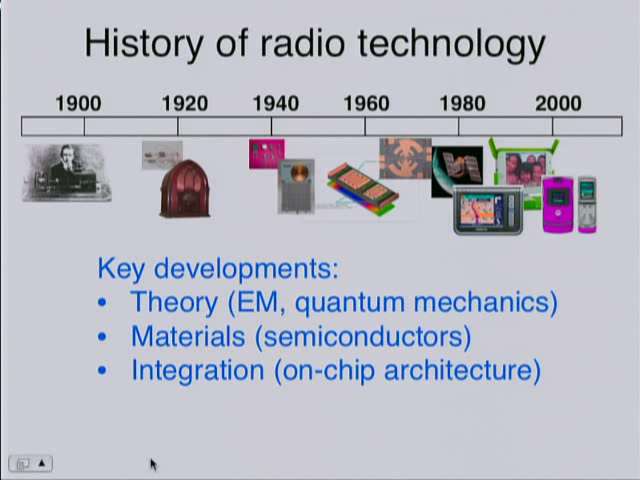 History of radio technology
1900 1920 1940 1960 1980 2000
Key developments:
• Theory (EM, quantum mechanics)
• Materials (semiconductors)
• Integration (on-chip architecture)